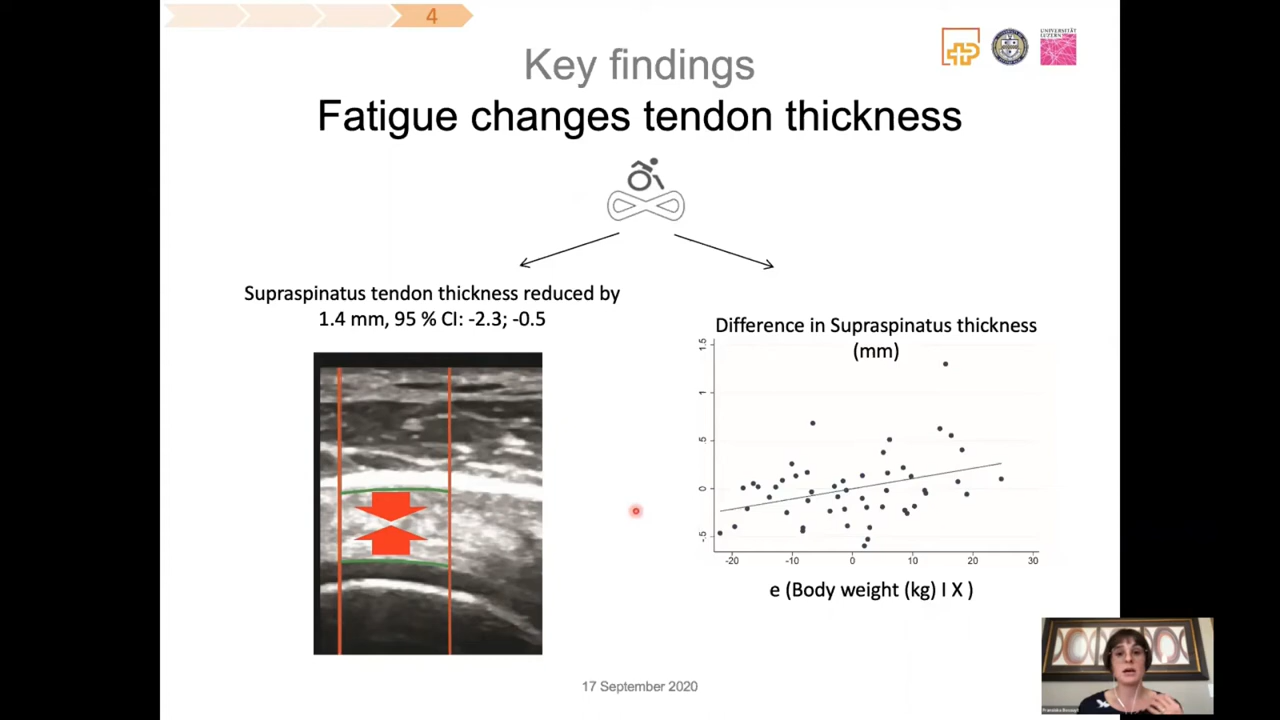 4
UNIVERSITÄT
LUZERN
Key findings
Fatigue changes tendon thickness
Supraspinatus tendon thickness reduced by
1.4 mm, 95 % CI: -2.3; -0.5
Difference in Supraspinatus thickness
(mm)
1.5
1
.5
0
-.5
-20 -10 0 10 20 30
e (Body weight (kg) I X )
17 September 2020